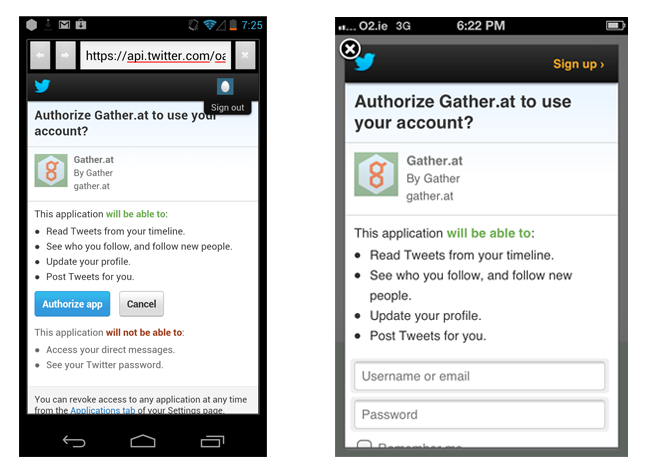 7:25
https://api.twitter.com/oa
Sign out
Authorize Gather.at to use your
account?
Gather.at
By Gather
gather.at
This application will be able to:
Read Tweets from your timeline.
See who you follow, and follow new people.
Update your profile.
Post Tweets for you.
Authorize app
Cancel
This application will not be able to:
Access your direct messages.
See your Twitter password.
You can revoke access to any application at any time
from the Applications tab of your Settings page.
O2.ie 3G
6:22 PM
Sign up ›
Authorize Gather.at to use
your account?
Gather.at
By Gather
gather.at
This application will be able to:
Read Tweets from your timeline.
See who you follow, and follow new
people.
Update your profile.
Post Tweets for you.
Username or email
Password
Remember me